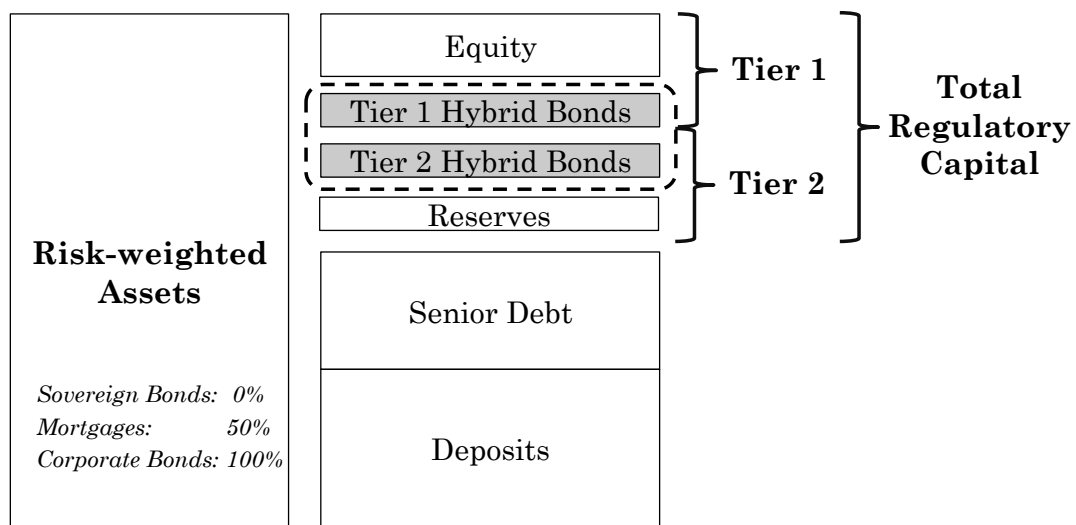 Risk-weighted
Assets
Sovereign Bonds: 0%
Mortgages: 50%
Corporate Bonds: 100%
Equity
Tier 1 Hybrid Bonds
Tier 2 Hybrid Bonds
Reserves
Senior Debt
Deposits
Tier 1
Tier 2
Total
Regulatory
Capital